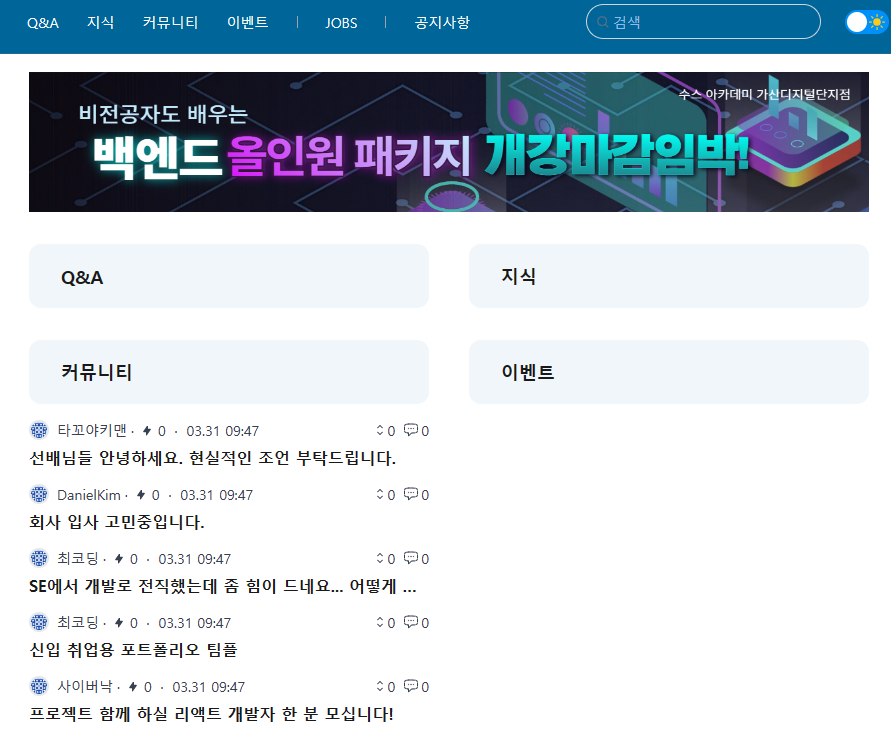 Q&A 지식 커뮤니티 이벤트 | JOBS | 공지사항 검색
수스 아카데미 가산디지털단지점
비전공자도 배우는
백엔드 올인원 패키지 개강마감임박!
Q&A
지식
커뮤니티
이벤트
타꼬야키맨 · 0 · 03.31 09:47 0 0
선배님들 안녕하세요. 현실적인 조언 부탁드립니다.
DanielKim · 0 · 03.31 09:47 0 0
회사 입사 고민중입니다.
최코딩 · 0 · 03.31 09:47 0 0
SE에서 개발로 전직했는데 좀 힘이 드네요... 어떻게 ...
최코딩 · 0 · 03.31 09:47 0 0
신입 취업용 포트폴리오 팀플
사이버낙 · 0 · 03.31 09:47 0 0
프로젝트 함께 하실 리액트 개발자 한 분 모십니다!